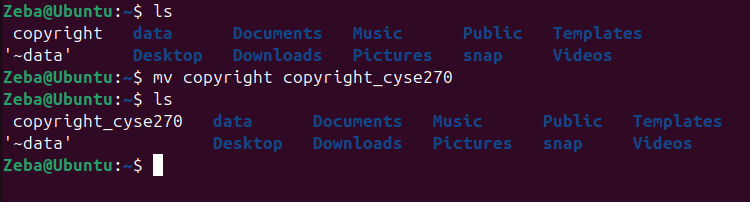 Zeba@Ubuntu:~$ ls
 copyright   data      Documents   Music      Public   Templates
'~data'      Desktop   Downloads   Pictures   snap     Videos
Zeba@Ubuntu:~$ mv copyright copyright_cyse270
Zeba@Ubuntu:~$ ls
 copyright_cyse270   data      Documents   Music      Public   Templates
'~data'              Desktop   Downloads   Pictures   snap     Videos
Zeba@Ubuntu:~$